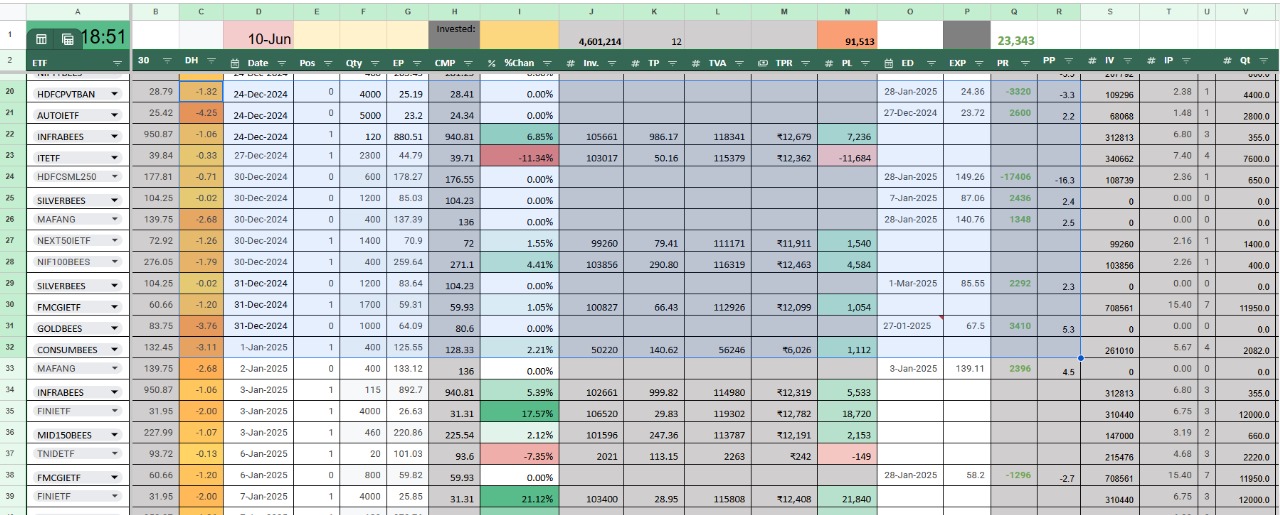 A B C D E F G H I J K L M N O P Q R S T U V
1 18:51 10-Jun Invested: 4,601,214 12 91,513 23,343
2 ETF 30 DH Date Pos Qty EP CMP % %Chan # Inv. # TP # TVA TPR # PL ED EXP PR PP # IV # IP # Qt
20 HDFCPVTBAN 28.79 -1.32 24-Dec-2024 0 4000 25.19 28.41 0.00% 28-Jan-2025 24.36 -3320 -3.3 109296 2.38 1 4400.0
21 AUTOIETF 25.42 -4.25 24-Dec-2024 0 5000 23.2 24.34 0.00% 27-Dec-2024 23.72 2600 2.2 68068 1.48 1 2800.0
22 INFRABEES 950.87 -1.06 24-Dec-2024 1 120 880.51 940.81 6.85% 105661 986.17 118341 ₹12,679 7,236 312813 6.80 3 355.0
23 ITETF 39.84 -0.33 27-Dec-2024 1 2300 44.79 39.71 -11.34% 103017 50.16 115379 ₹12,362 -11,684 340662 7.40 4 7600.0
24 HDFCSML250 177.81 -0.71 30-Dec-2024 0 600 178.27 176.55 0.00% 28-Jan-2025 149.26 -17406 -16.3 108739 2.36 1 650.0
25 SILVERBEES 104.25 -0.02 30-Dec-2024 0 1200 85.03 104.23 0.00% 7-Jan-2025 87.06 2436 2.4 0 0.00 0 0.0
26 MAFANG 139.75 -2.68 30-Dec-2024 0 400 137.39 136 0.00% 28-Jan-2025 140.76 1348 2.5 0 0.00 0 0.0
27 NEXT50IETF 72.92 -1.26 30-Dec-2024 1 1400 70.9 72 1.55% 99260 79.41 111171 ₹11,911 1,540 99260 2.16 1 1400.0
28 NIF100BEES 276.05 -1.79 30-Dec-2024 1 400 259.64 271.1 4.41% 103856 290.80 116319 ₹12,463 4,584 103856 2.26 1 400.0
29 SILVERBEES 104.25 -0.02 31-Dec-2024 0 1200 83.64 104.23 0.00% 1-Mar-2025 85.55 2292 2.3 0 0.00 0 0.0
30 FMCGIETF 60.66 -1.20 31-Dec-2024 1 1700 59.31 59.93 1.05% 100827 66.43 112926 ₹12,099 1,054 708561 15.40 7 11950.0
31 GOLDBEES 83.75 -3.76 31-Dec-2024 0 1000 64.09 80.6 0.00% 27-01-2025 67.5 3410 5.3 0 0.00 0 0.0
32 CONSUMBEES 132.45 -3.11 1-Jan-2025 1 400 125.55 128.33 2.21% 50220 140.62 56246 ₹6,026 1,112 261010 5.67 4 2082.0
33 MAFANG 139.75 -2.68 2-Jan-2025 0 400 133.12 136 0.00% 3-Jan-2025 139.11 2396 4.5 0 0.00 0 0.0
34 INFRABEES 950.87 -1.06 3-Jan-2025 1 115 892.7 940.81 5.39% 102661 999.82 114980 ₹12,319 5,533 312813 6.80 3 355.0
35 FINIETF 31.95 -2.00 3-Jan-2025 1 4000 26.63 31.31 17.57% 106520 29.83 119302 ₹12,782 18,720 310440 6.75 3 12000.0
36 MID150BEES 227.99 -1.07 3-Jan-2025 1 460 220.86 225.54 2.12% 101596 247.36 113787 ₹12,191 2,153 147000 3.19 2 660.0
37 TNIDETF 93.72 -0.13 3-Jan-2025 1 20 101.03 93.6 -7.35% 2021 113.15 2263 ₹242 -149 215476 4.68 3 2220.0
38 FMCGIETF 60.66 -1.20 6-Jan-2025 0 800 59.82 59.93 0.00% 28-Jan-2025 58.2 -1296 -2.7 708561 15.40 7 11950.0
39 FINIETF 31.95 -2.00 7-Jan-2025 1 4000 25.85 31.31 21.12% 103400 28.95 115808 ₹12,408 21,840 310440 6.75 3 12000.0